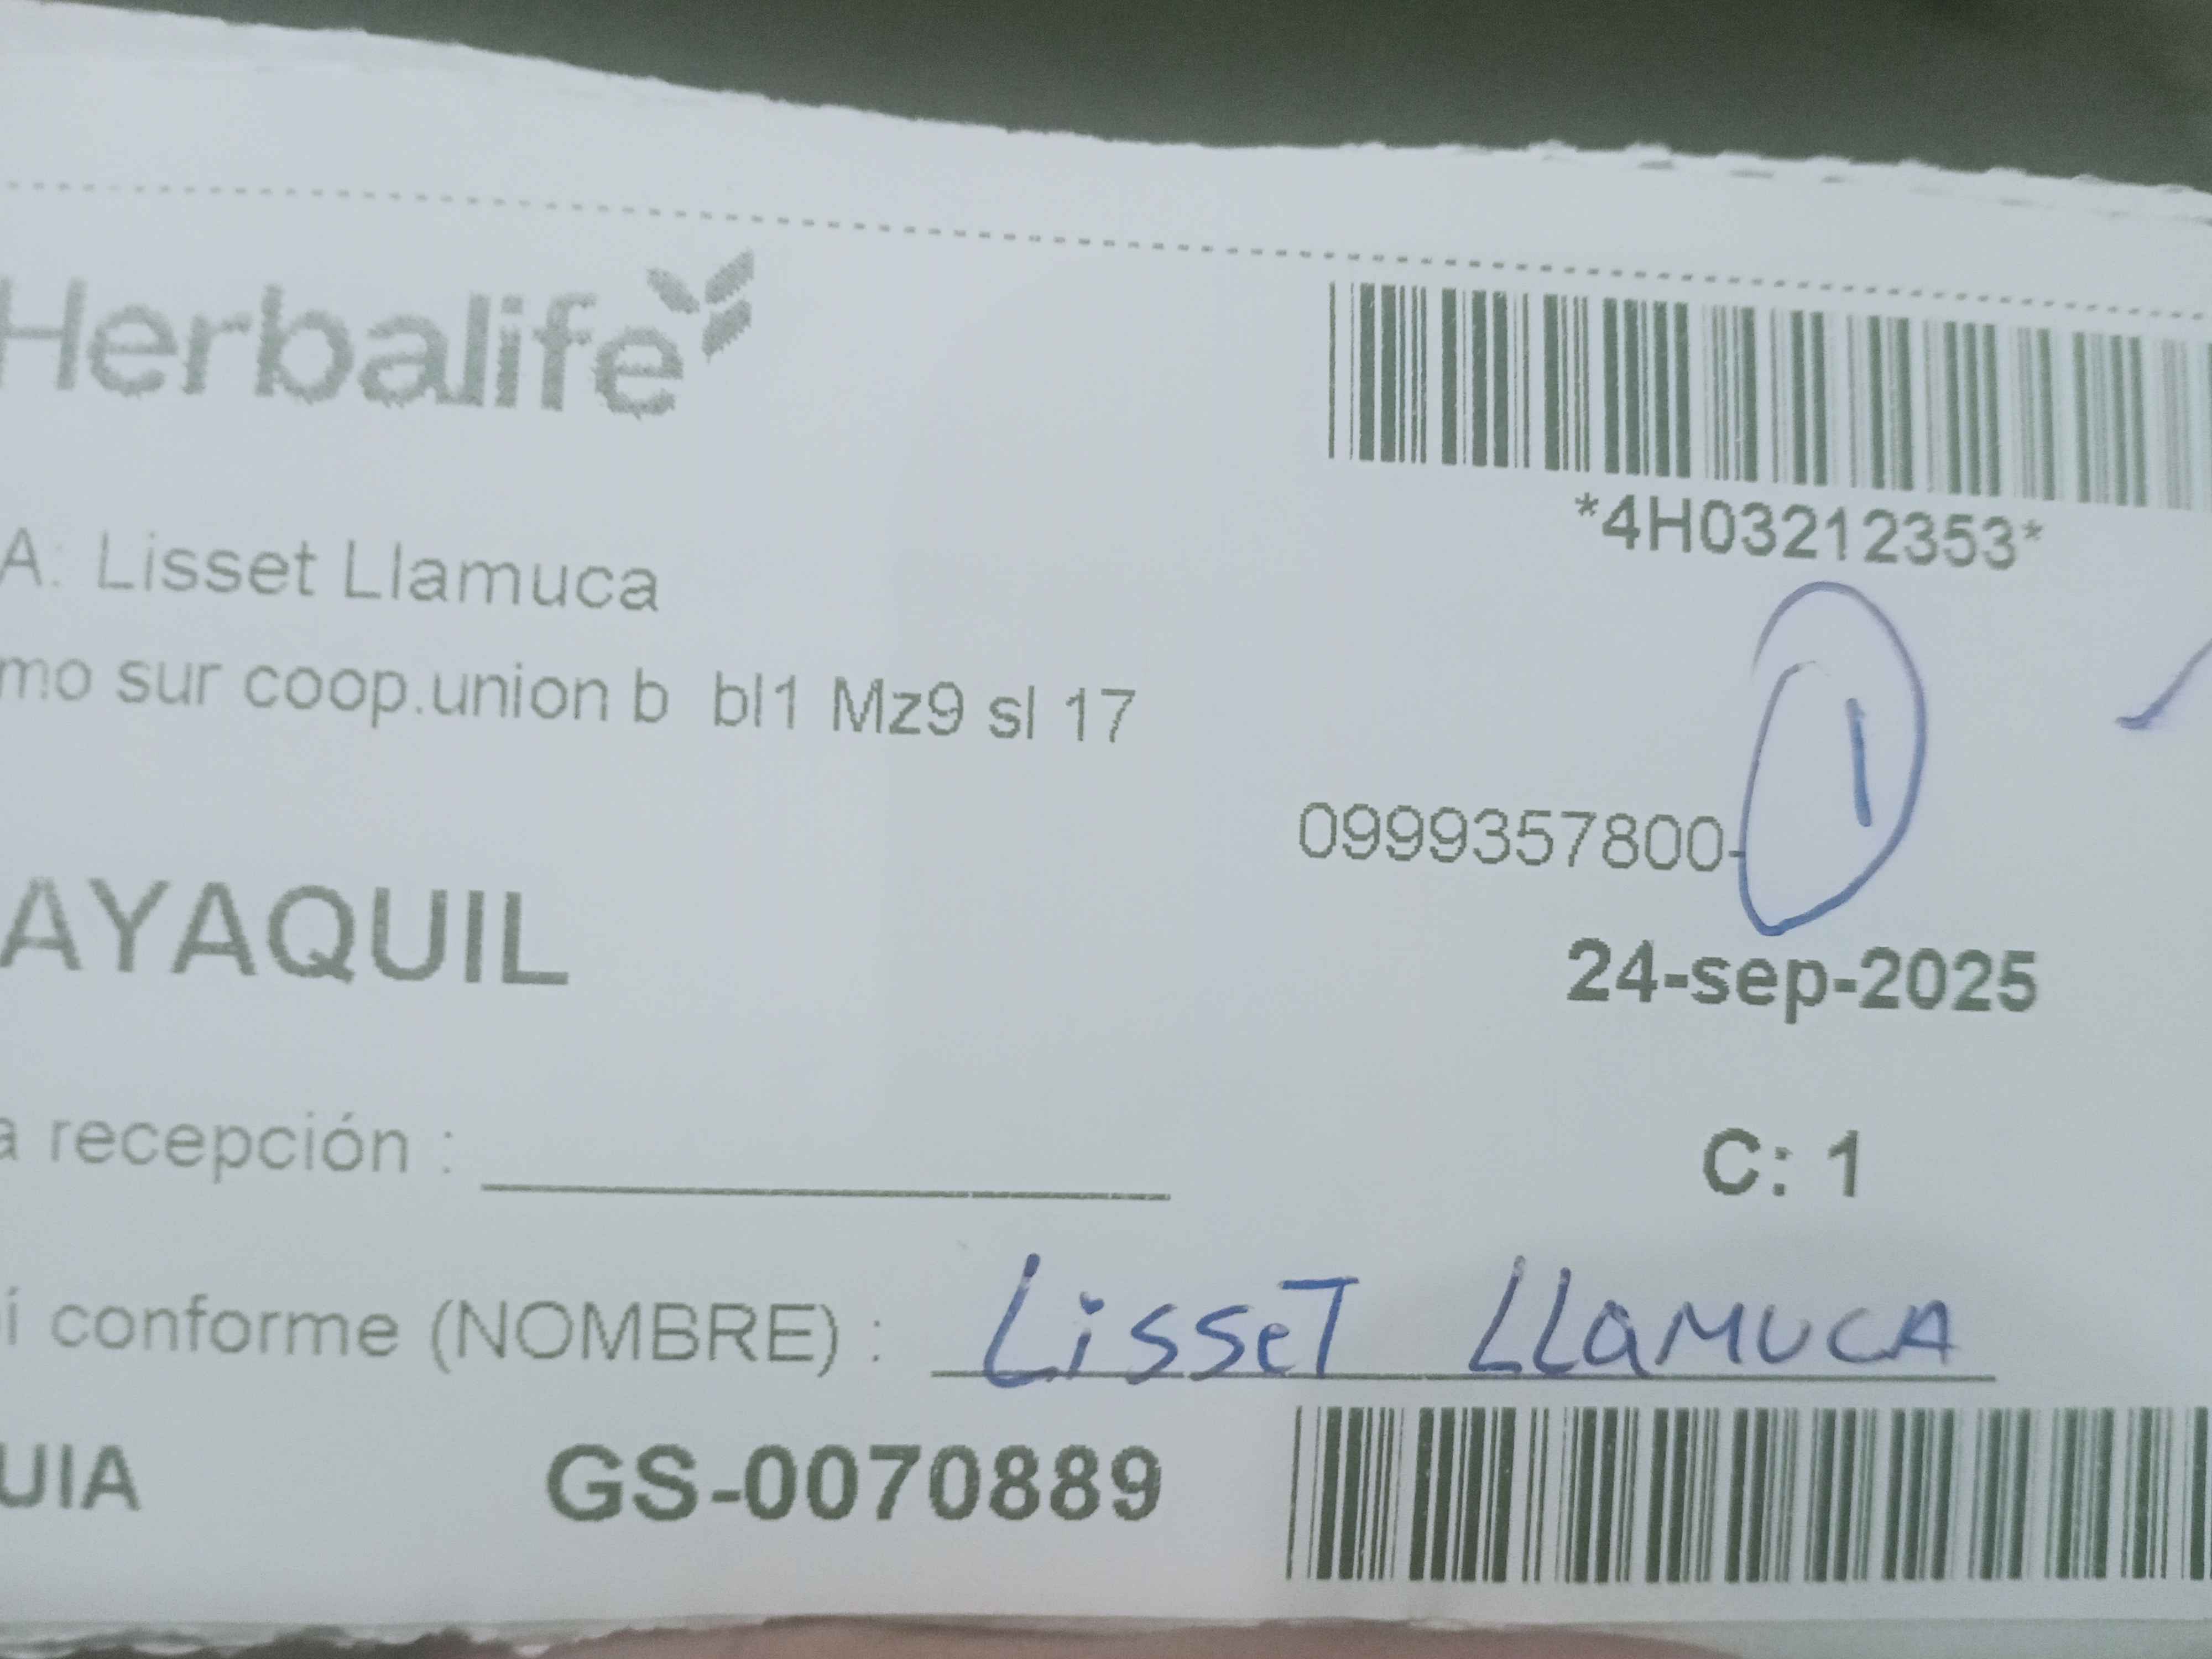 Herbalife
*4H03212353*
A: Lisset Llamuca
mo sur coop.union b bl1 Mz9 sl 17
1
0999357800-
AYAQUIL
24-sep-2025
a recepción :
C: 1
í conforme (NOMBRE) : Lisset Llamuca
UIA GS-0070889